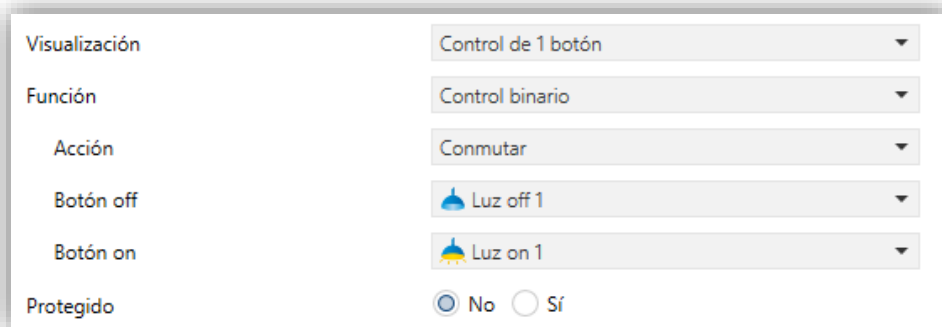 Visualización Control de 1 botón
Función Control binario
Acción Conmutar
Botón off Luz off 1
Botón on Luz on 1
Protegido No Sí